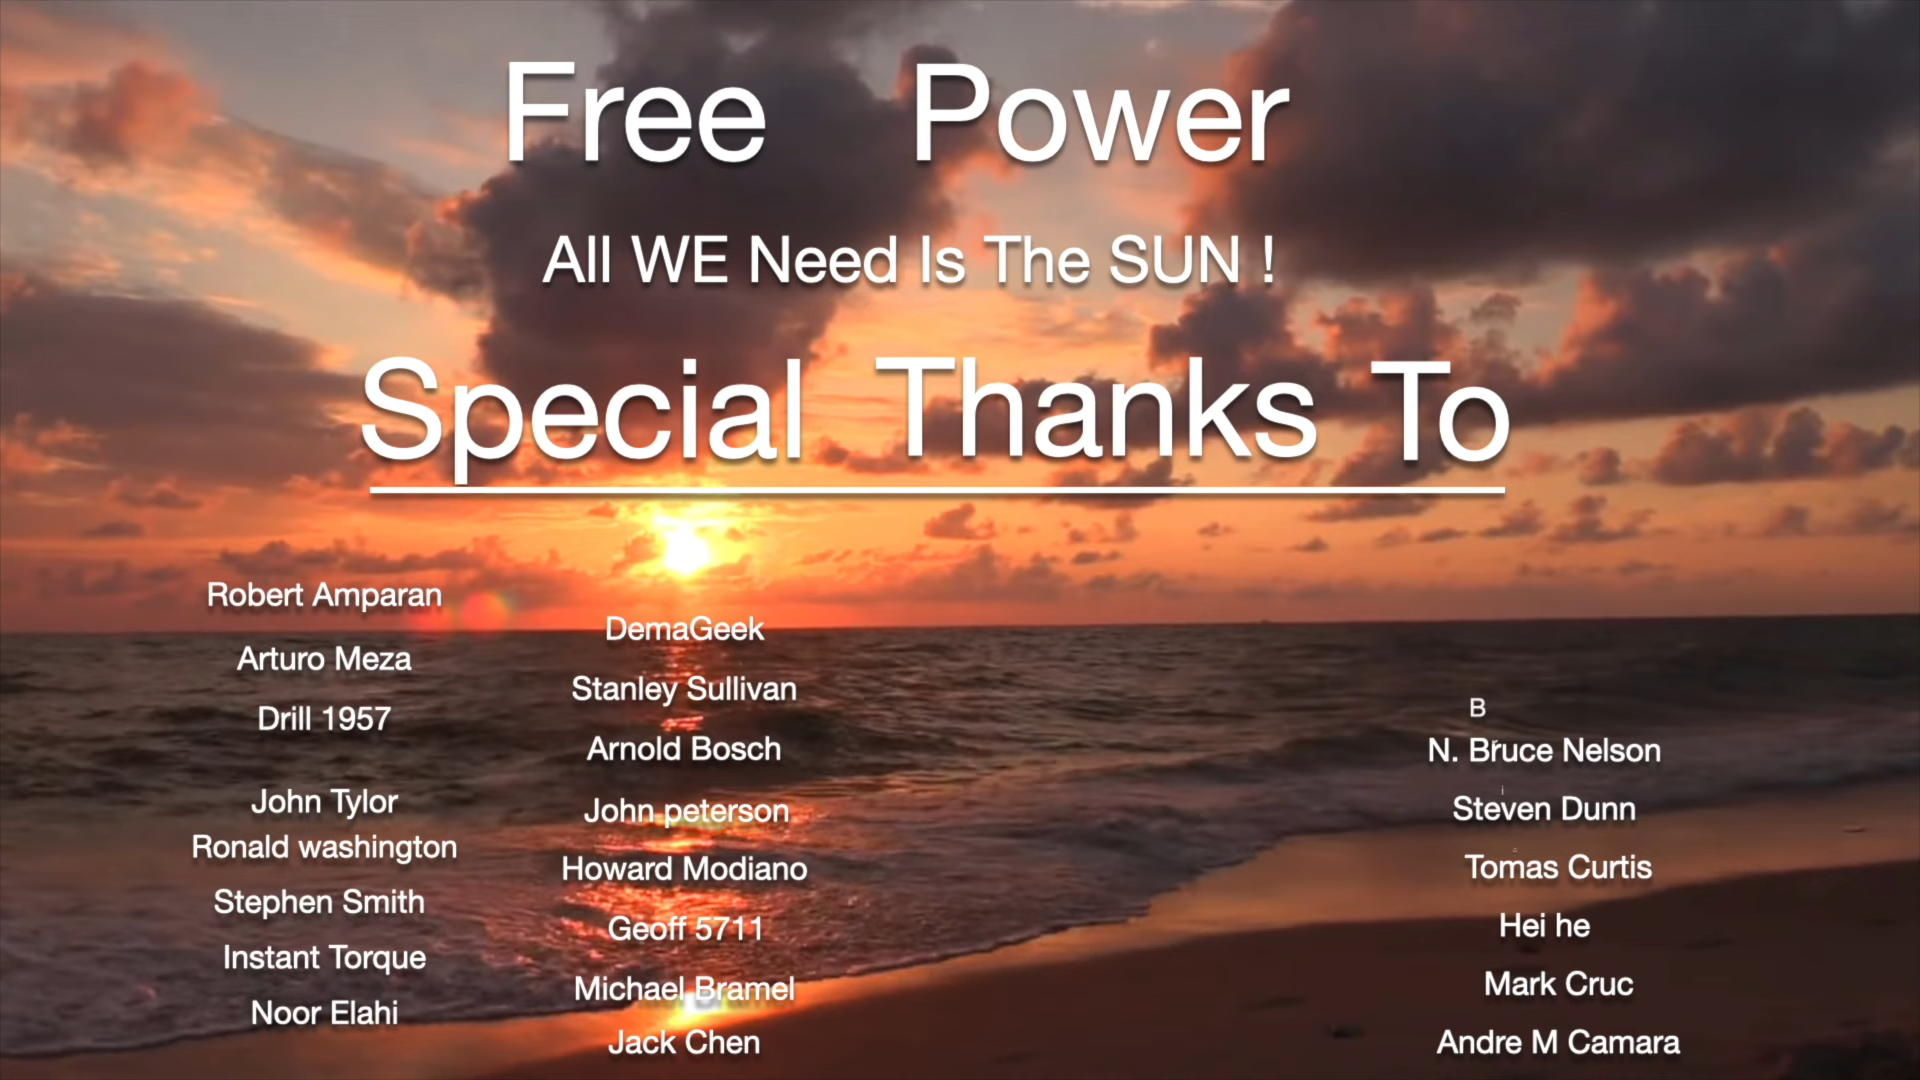 Free Power
All WE Need Is The SUN !
Special Thanks To
Robert Amparan
Arturo Meza
Drill 1957
John Tylor
Ronald washington
Stephen Smith
Instant Torque
Noor Elahi
DemaGeek
Stanley Sullivan
Arnold Bosch
John peterson
Howard Modiano
Geoff 5711
Michael Bramel
Jack Chen
B
N. Bruce Nelson
Steven Dunn
Tomas Curtis
Hei he
Mark Cruc
Andre M Camara